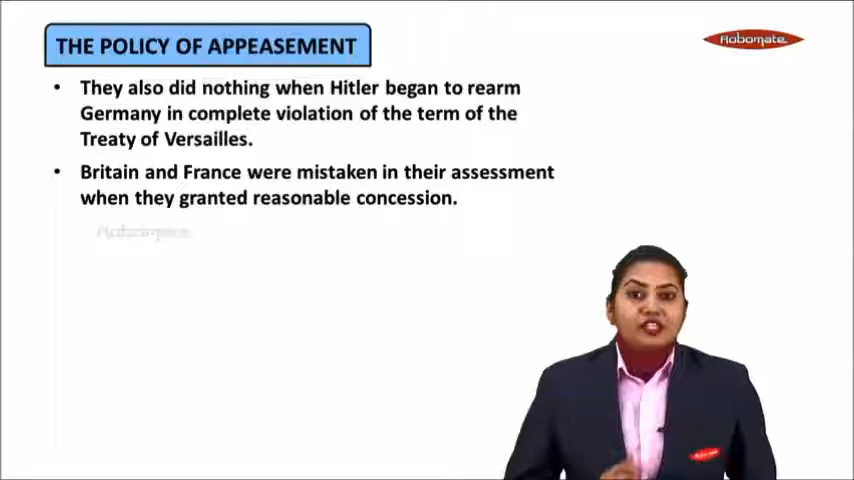 THE POLICY OF APPEASEMENT
Robomate
• They also did nothing when Hitler began to rearm
Germany in complete violation of the term of the
Treaty of Versailles.
• Britain and France were mistaken in their assessment
when they granted reasonable concession.
Robomate